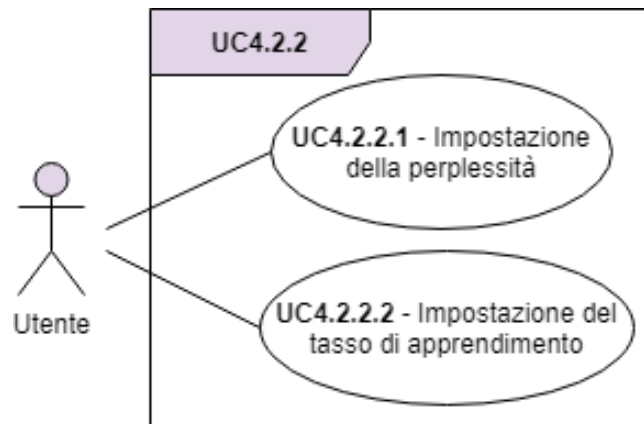 UC4.2.2
UC4.2.2.1 - Impostazione
della perplessità
UC4.2.2.2 - Impostazione del
tasso di apprendimento
Utente